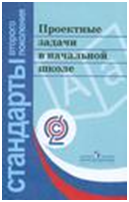 стандарты
второго поколения
Проектные
задачи
в начальной
школе